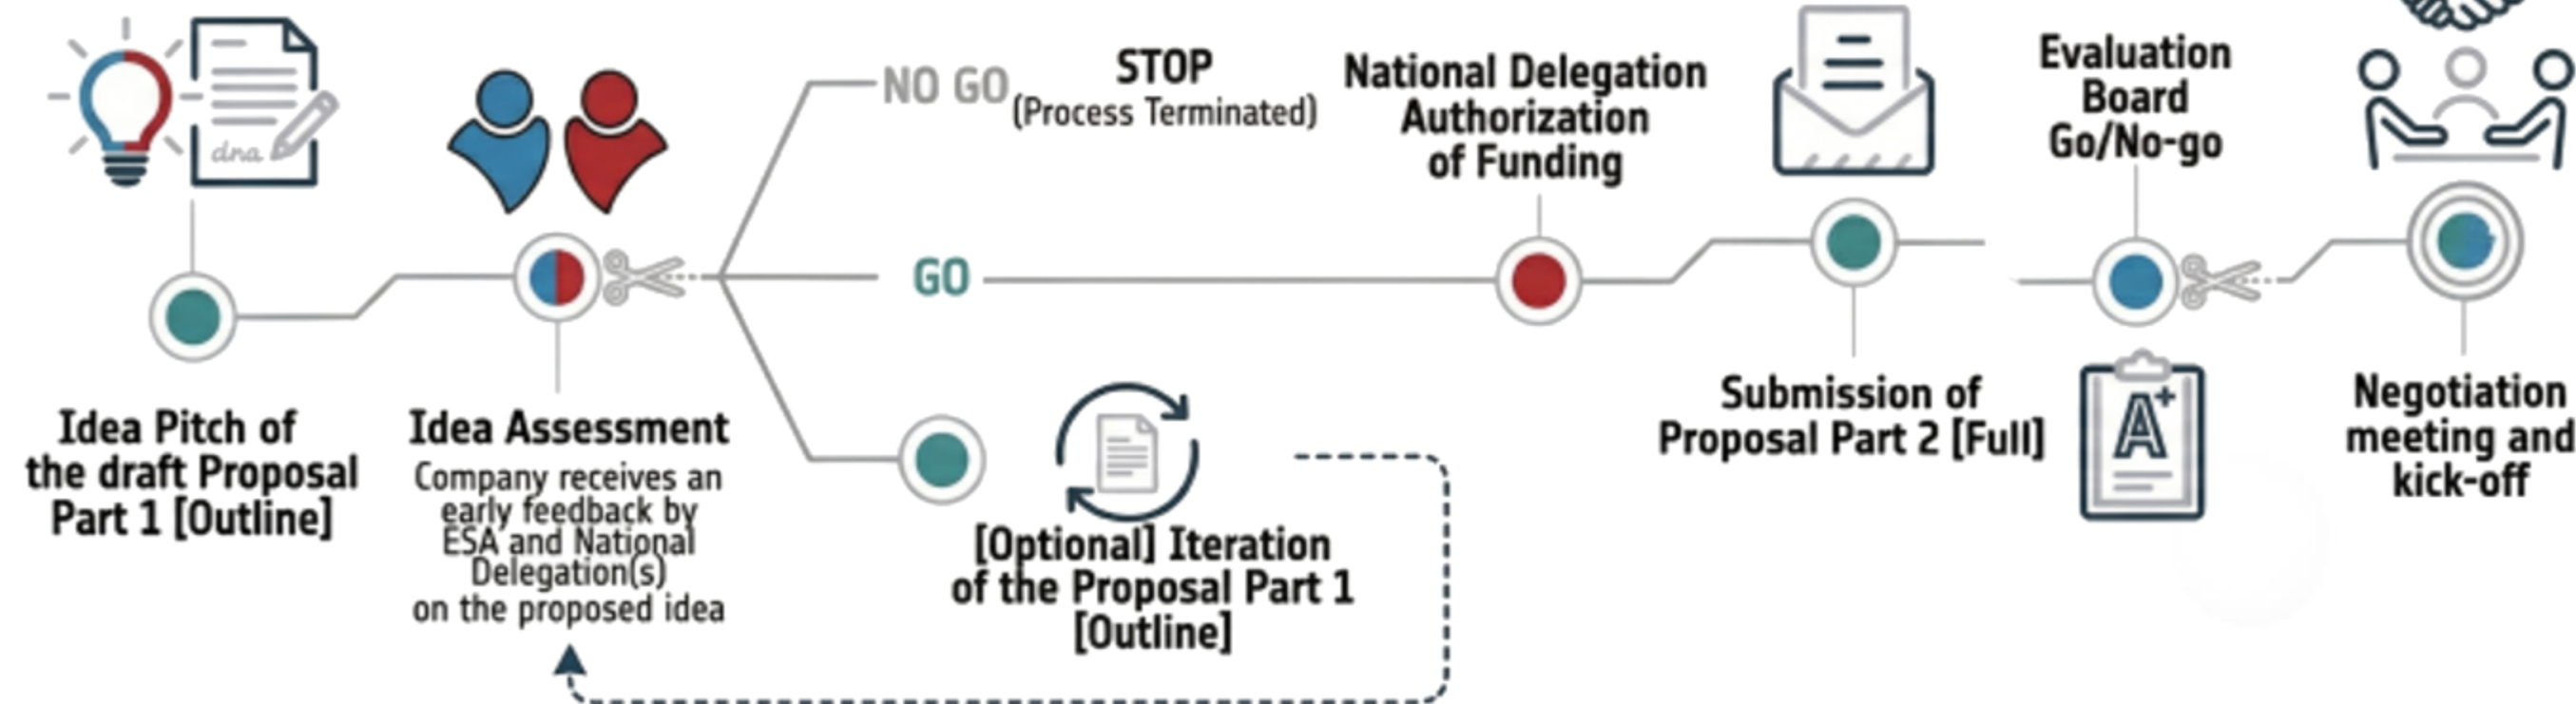 dna
Idea Pitch of
the draft Proposal
Part 1 [Outline]
Idea Assessment
Company receives an
early feedback by
ESA and National
Delegation(s)
on the proposed idea
NO GO
STOP
(Process Terminated)
GO
[Optional] Iteration
of the Proposal Part 1
[Outline]
National Delegation
Authorization
of Funding
Submission of
Proposal Part 2 [Full]
Evaluation
Board
Go/No-go
A+
Negotiation
meeting and
kick-off